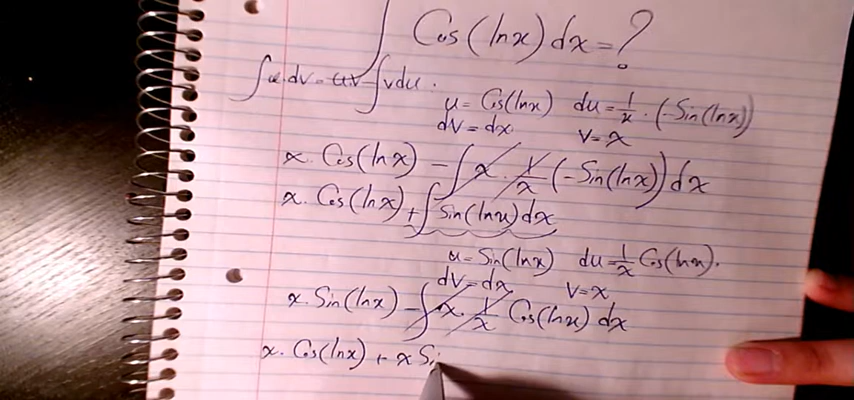 ∫ Cos(lnx) dx = ?
∫u.dv = uv - ∫vdu.
u = Cos(lnx) du = 1/x . (-Sin(lnx))
dv = dx v = x
x. Cos(lnx) - ∫ x. 1/x (-Sin(lnx)) dx
x. Cos(lnx) + ∫ Sin(lnx) dx
u = Sin(lnx) du = 1/x Cos(lnx).
dv = dx v = x
x. Sin(lnx) - ∫ x. 1/x Cos(lnx) dx
x. Cos(lnx) + x Si